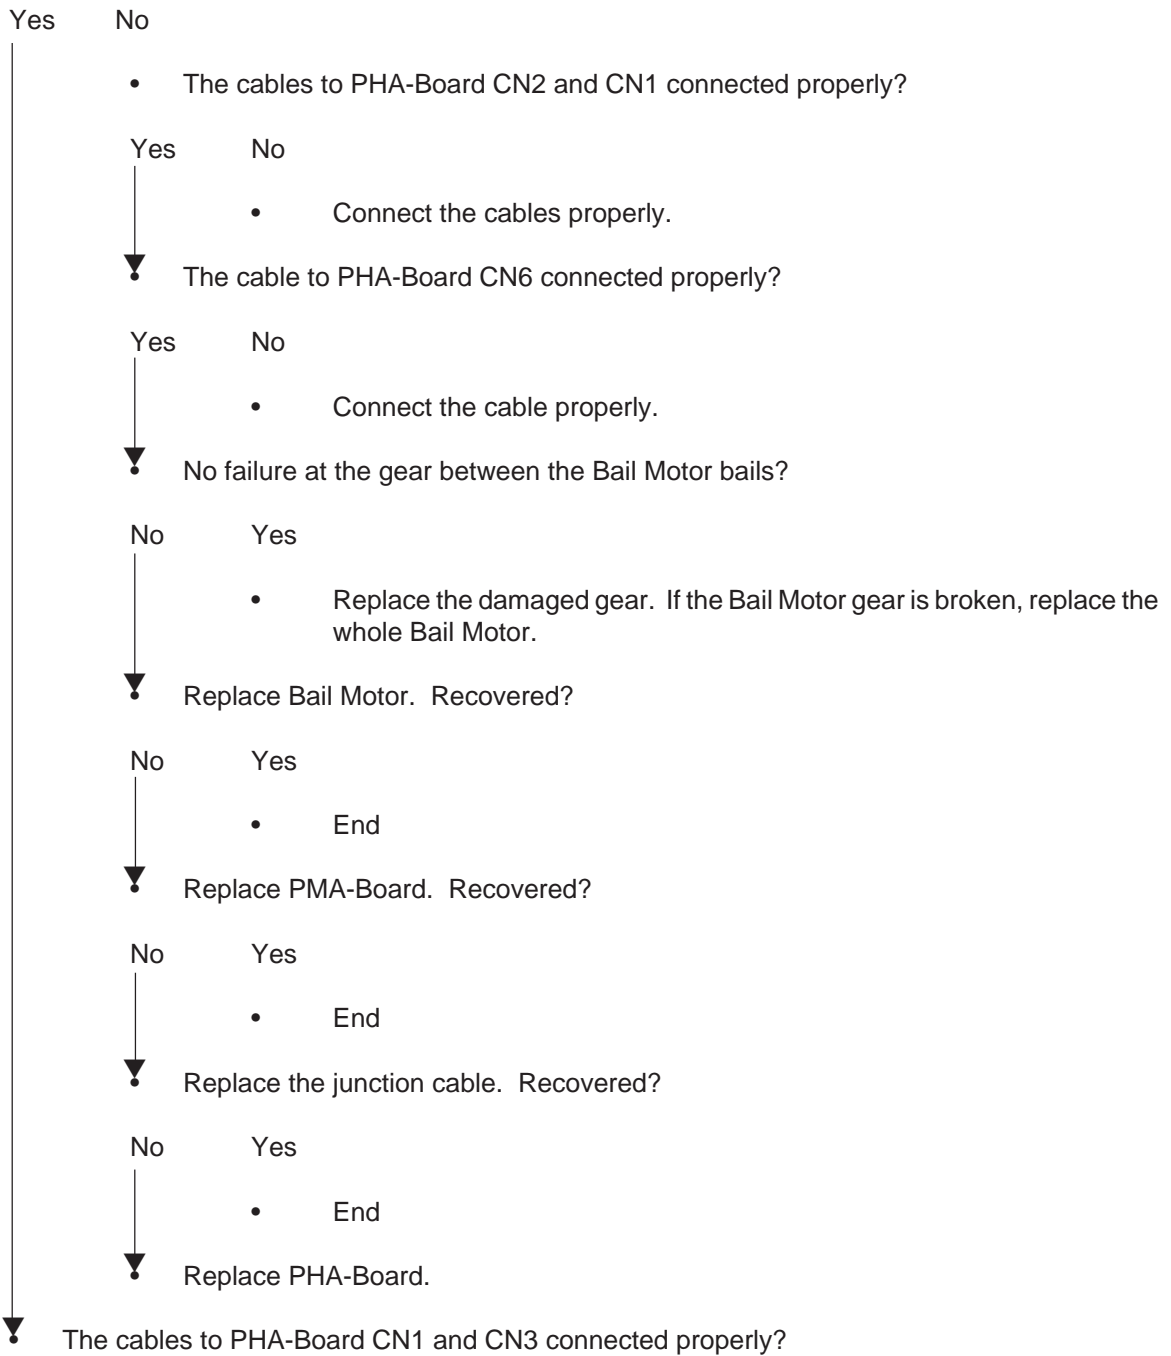 Yes No
• The cables to PHA-Board CN2 and CN1 connected properly?
Yes No
• Connect the cables properly.
• The cable to PHA-Board CN6 connected properly?
Yes No
• Connect the cable properly.
• No failure at the gear between the Bail Motor bails?
No Yes
• Replace the damaged gear. If the Bail Motor gear is broken, replace the
whole Bail Motor.
• Replace Bail Motor. Recovered?
No Yes
• End
• Replace PMA-Board. Recovered?
No Yes
• End
• Replace the junction cable. Recovered?
No Yes
• End
• Replace PHA-Board.
• The cables to PHA-Board CN1 and CN3 connected properly?